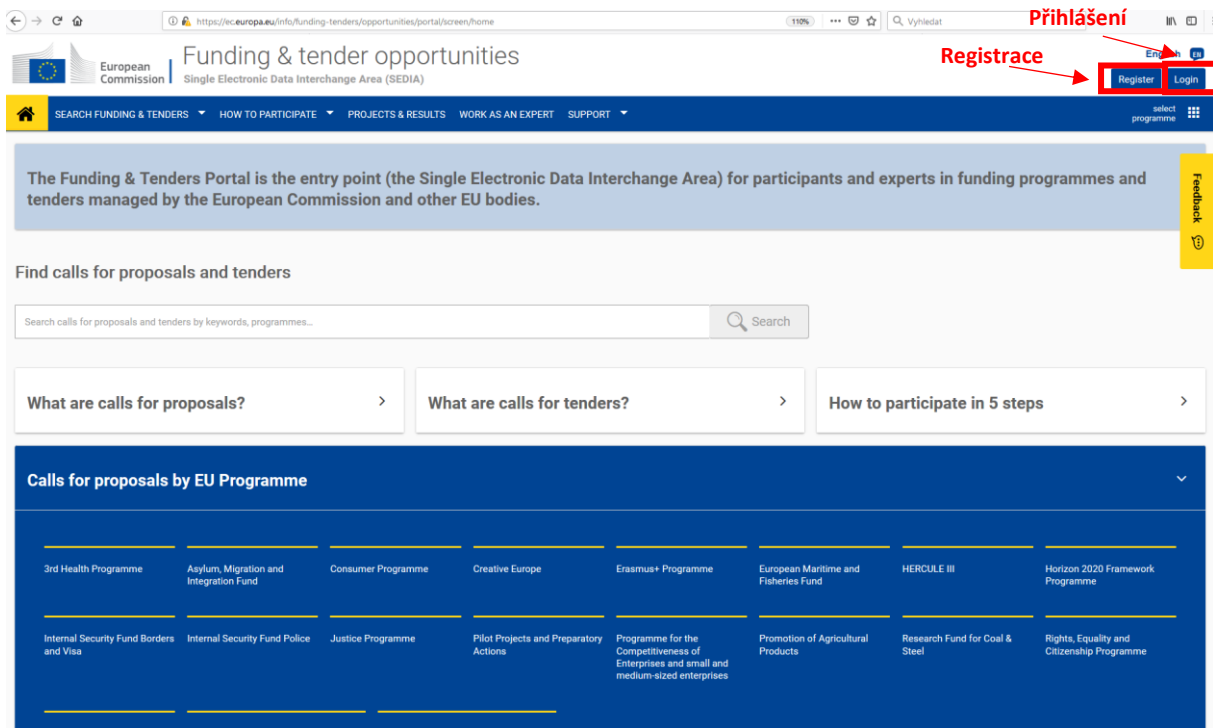 https://ec.europa.eu/info/funding-tenders/opportunities/portal/screen/home
110%
Vyhledat
Přihlášení
Registrace
European
Commission
Funding & tender opportunities
Single Electronic Data Interchange Area (SEDIA)
English EN
Register
Login
SEARCH FUNDING & TENDERS
HOW TO PARTICIPATE
PROJECTS & RESULTS
WORK AS AN EXPERT
SUPPORT
select
programme
The Funding & Tenders Portal is the entry point (the Single Electronic Data Interchange Area) for participants and experts in funding programmes and
tenders managed by the European Commission and other EU bodies.
Feedback
Find calls for proposals and tenders
Search calls for proposals and tenders by keywords, programmes...
Search
What are calls for proposals?
What are calls for tenders?
How to participate in 5 steps
Calls for proposals by EU Programme
3rd Health Programme
Asylum, Migration and
Integration Fund
Consumer Programme
Creative Europe
Erasmus+ Programme
European Maritime and
Fisheries Fund
HERCULE III
Horizon 2020 Framework
Programme
Internal Security Fund Borders
and Visa
Internal Security Fund Police
Justice Programme
Pilot Projects and Preparatory
Actions
Programme for the
Competitiveness of
Enterprises and small and
medium-sized enterprises
Promotion of Agricultural
Products
Research Fund for Coal &
Steel
Rights, Equality and
Citizenship Programme